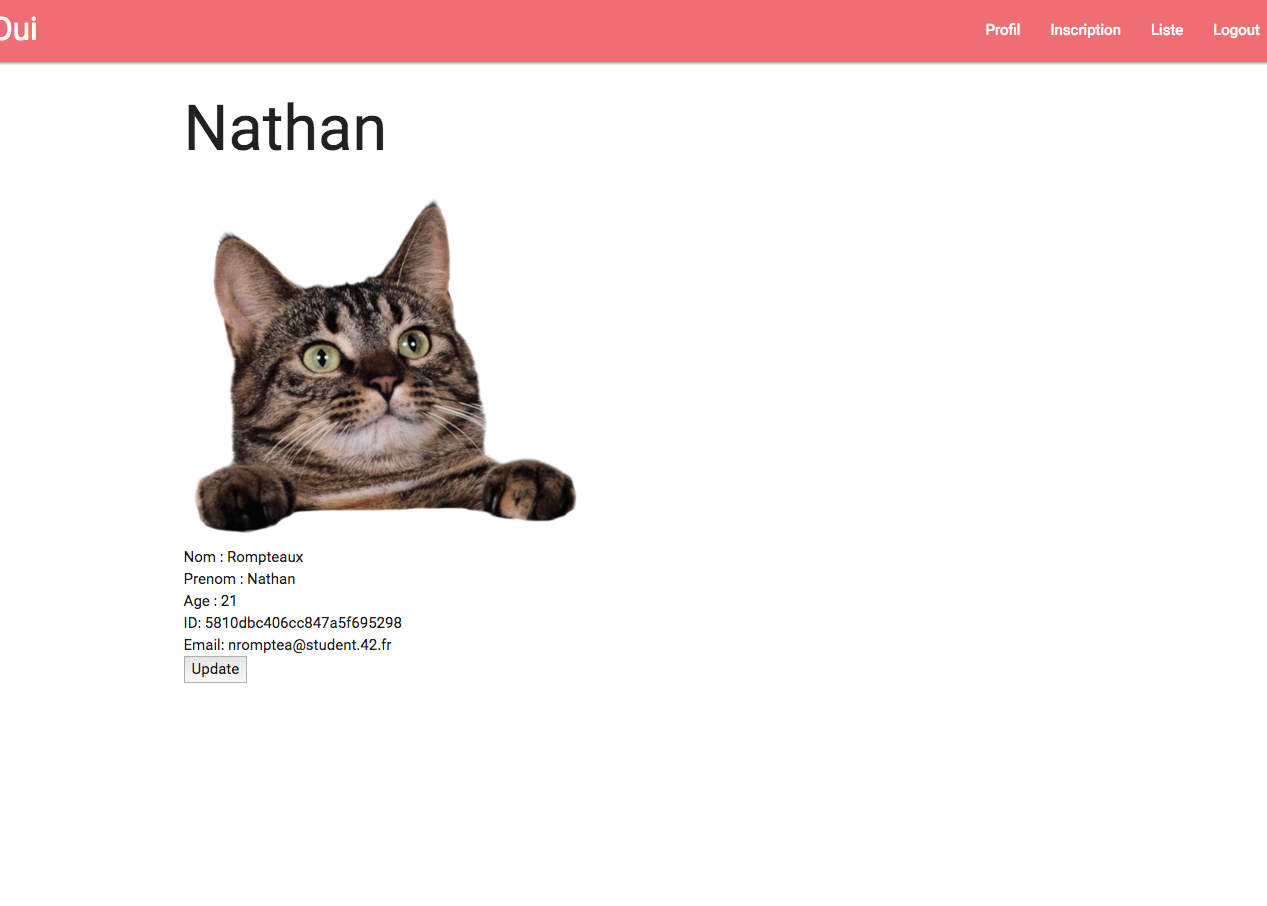 Oui
Profil Inscription Liste Logout
Nathan
Nom : Rompteaux
Prenom : Nathan
Age : 21
ID: 5810dbc406cc847a5f695298
Email: nromptea@student.42.fr
Update